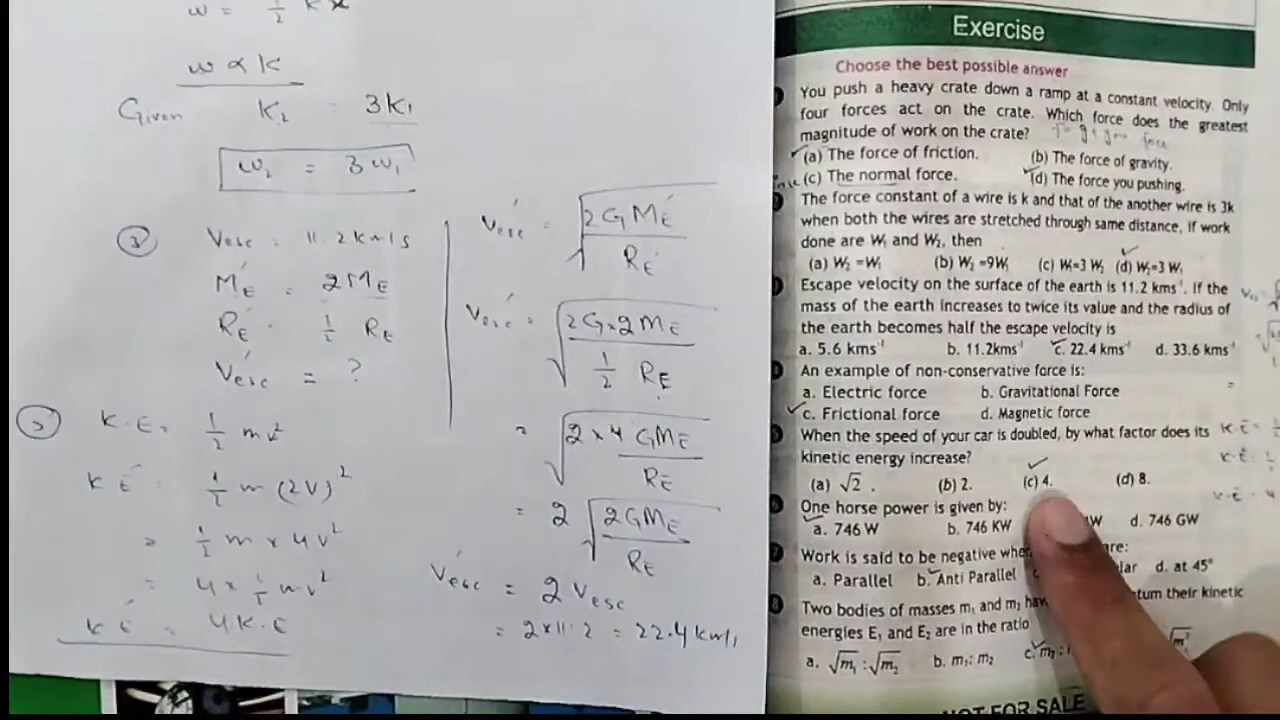 w = 1/2 k x
w ∝ k
Given K₂ = 3K₁
w₂ = 3w₁
③ Vesc = 11.2 km/s
M′E = 2ME
R′E = 1/2 RE
V′esc = ?
⑤ K.E = 1/2 mv²
K.E′ = 1/2 m (2v)²
= 1/2 m × 4v²
= 4 × 1/2 mv²
K.E′ = 4K.E
V′esc = √(2GM′E / R′E)
V′esc = √(2G×2ME / 1/2 RE)
= √(2×4 GME / RE)
= 2 √(2GME / RE)
V′esc = 2 Vesc
= 2×11.2 = 22.4 km/s
Exercise
Choose the best possible answer
You push a heavy crate down a ramp at a constant velocity. Only
four forces act on the crate. Which force does the greatest
magnitude of work on the crate?
(a) The force of friction. (b) The force of gravity.
(c) The normal force. (d) The force you pushing.
The force constant of a wire is k and that of the another wire is 3k
when both the wires are stretched through same distance, if work
done are W₁ and W₂, then
(a) W₂ =W₁ (b) W₂ =9W₁ (c) W₁=3 W₂ (d) W₂=3 W₁
Escape velocity on the surface of the earth is 11.2 kms⁻¹. If the
mass of the earth increases to twice its value and the radius of
the earth becomes half the escape velocity is
a. 5.6 kms⁻¹ b. 11.2kms⁻¹ c. 22.4 kms⁻¹ d. 33.6 kms⁻¹
An example of non-conservative force is:
a. Electric force b. Gravitational Force
c. Frictional force d. Magnetic force
5 When the speed of your car is doubled, by what factor does its
kinetic energy increase?
(a) √2 . (b) 2. (c) 4. (d) 8.
6 One horse power is given by:
a. 746 W b. 746 KW d. 746 GW
7 Work is said to be negative are:
a. Parallel b. Anti Parallel d. at 45°
8 Two bodies of masses m₁ and m₂ their kinetic
energies E₁ and E₂ are in the ratio
a. √m₁ : √m₂ b. m₁: m₂ c. m₂ :
NOT FOR SALE